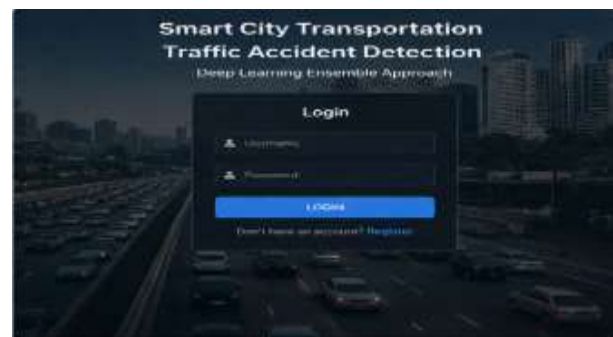 Smart City Transportation
Traffic Accident Detection
Deep Learning Ensemble Approach
Login
Username
Password
LOGIN
Don't have an account? Register